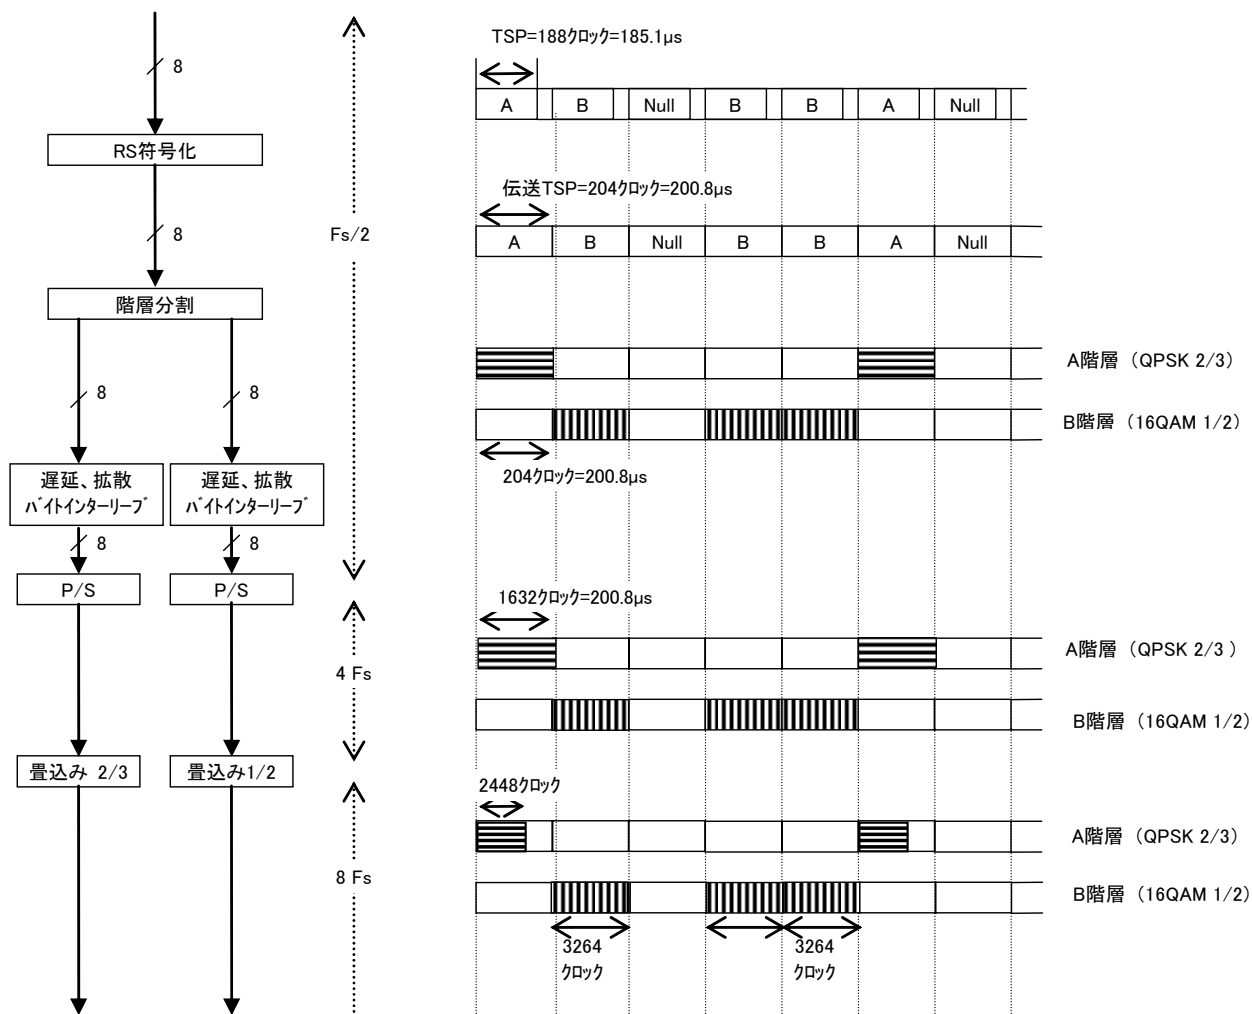 TSP=188クロック=185.1μs
8
A B Null B B A Null
RS符号化
伝送TSP=204クロック=200.8μs
8
Fs/2
A B Null B B A Null
階層分割
A階層 (QPSK 2/3)
8 8
B階層 (16QAM 1/2)
遅延、拡散
バイトインターリーブ
遅延、拡散
バイトインターリーブ
204クロック=200.8μs
8 8
P/S P/S
1632クロック=200.8μs
A階層 (QPSK 2/3 )
4 Fs
B階層 (16QAM 1/2)
畳込み 2/3 畳込み1/2
2448クロック
A階層 (QPSK 2/3)
8 Fs
B階層 (16QAM 1/2)
3264
クロック
3264
クロック